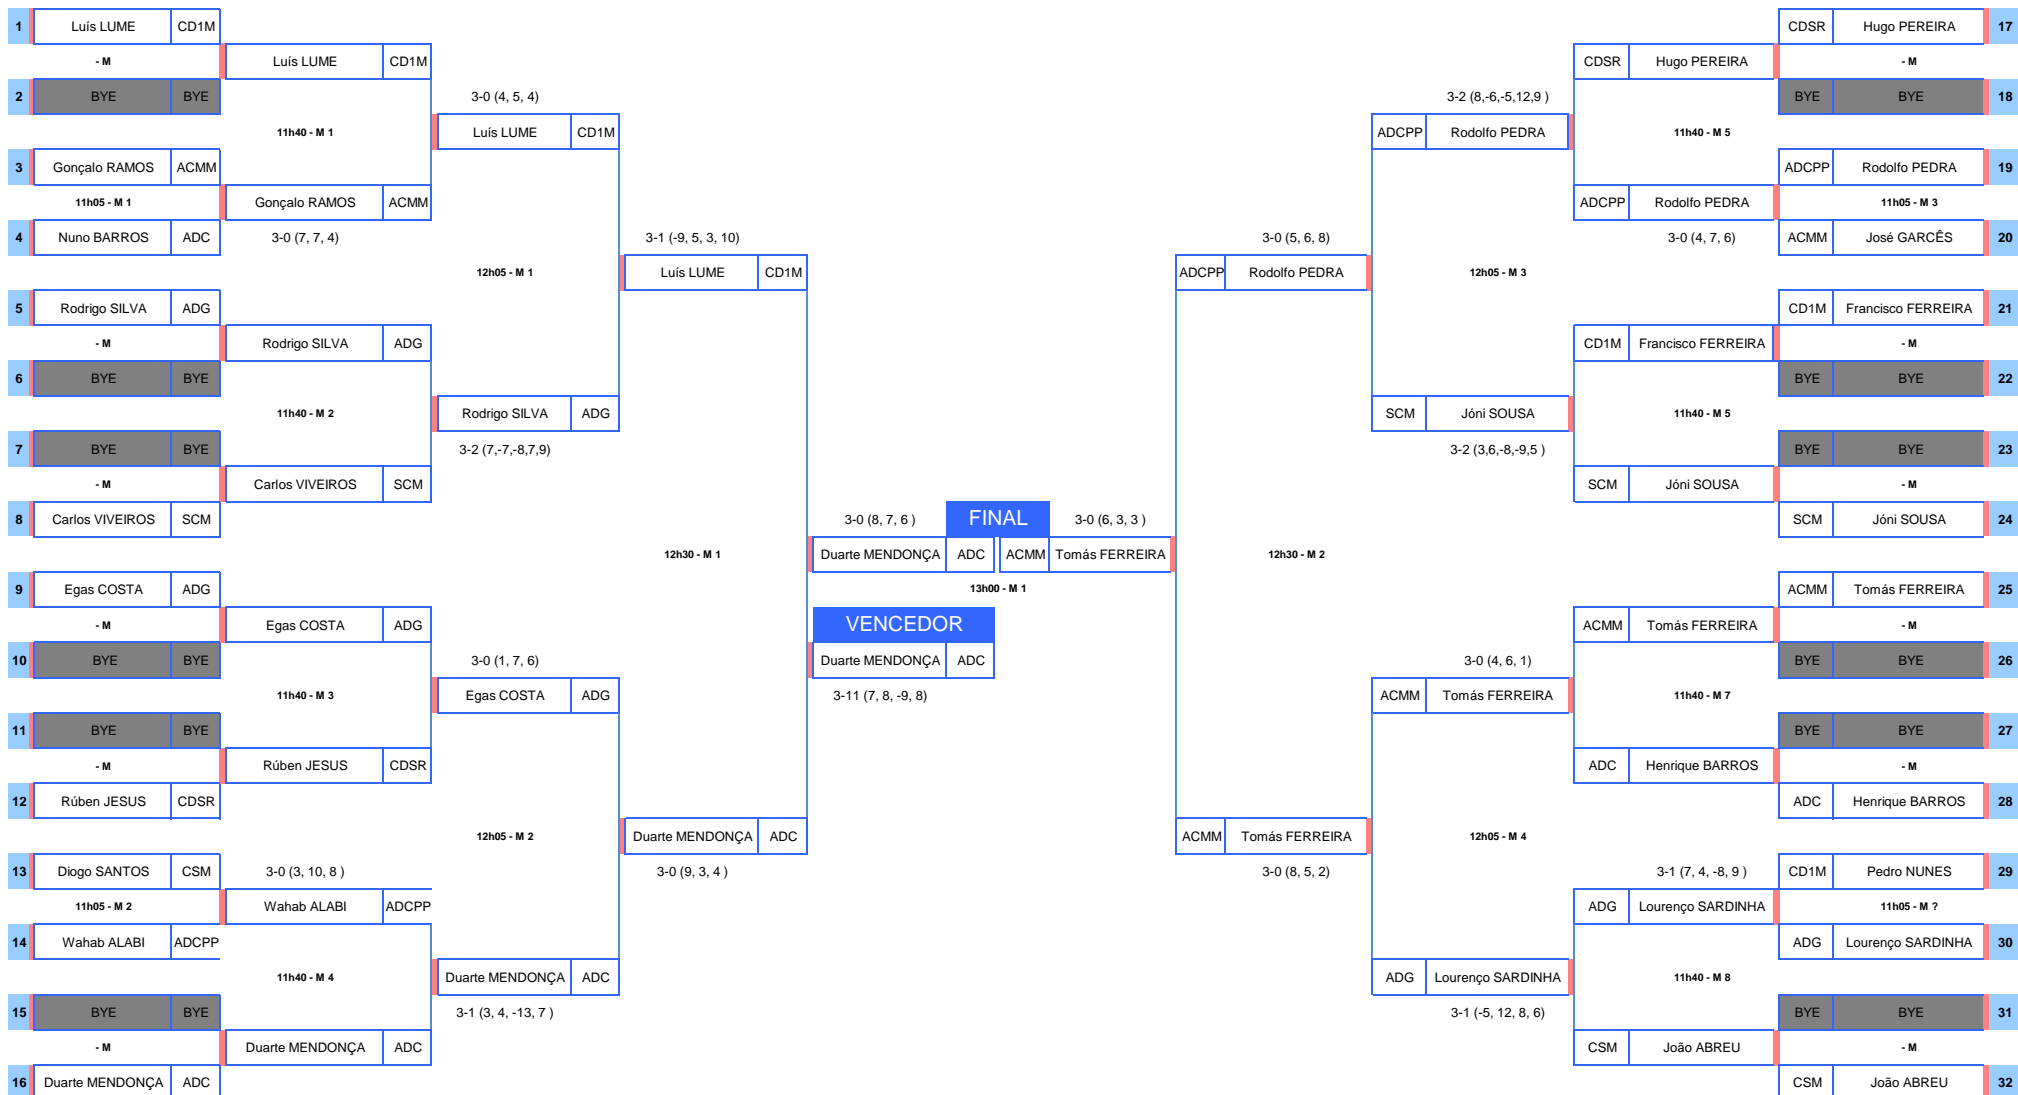 1 Luís LUME CD1M
- M
Luís LUME CD1M
2 BYE BYE
3-0 (4, 5, 4)
11h40 - M 1
Luís LUME CD1M
3 Gonçalo RAMOS ACMM
11h05 - M 1
Gonçalo RAMOS ACMM
4 Nuno BARROS ADC
3-0 (7, 7, 4)
3-1 (-9, 5, 3, 10)
12h05 - M 1
Luís LUME CD1M
5 Rodrigo SILVA ADG
- M
Rodrigo SILVA ADG
6 BYE BYE
11h40 - M 2
Rodrigo SILVA ADG
7 BYE BYE
3-2 (7,-7,-8,7,9)
- M
Carlos VIVEIROS SCM
8 Carlos VIVEIROS SCM
12h30 - M 1
9 Egas COSTA ADG
- M
Egas COSTA ADG
10 BYE BYE
3-0 (1, 7, 6)
11h40 - M 3
Egas COSTA ADG
11 BYE BYE
- M
Rúben JESUS CDSR
12 Rúben JESUS CDSR
12h05 - M 2
Duarte MENDONÇA ADC
3-0 (9, 3, 4 )
13 Diogo SANTOS CSM
3-0 (3, 10, 8 )
11h05 - M 2
Wahab ALABI ADCPP
14 Wahab ALABI ADCPP
11h40 - M 4
Duarte MENDONÇA ADC
15 BYE BYE
3-1 (3, 4, -13, 7 )
- M
Duarte MENDONÇA ADC
16 Duarte MENDONÇA ADC
3-0 (8, 7, 6 ) FINAL 3-0 (6, 3, 3 )
Duarte MENDONÇA ADC ACMM Tomás FERREIRA
13h00 - M 1
VENCEDOR
Duarte MENDONÇA ADC
3-11 (7, 8, -9, 8)
CDSR Hugo PEREIRA 17
CDSR Hugo PEREIRA
- M
3-2 (8,-6,-5,12,9 )
BYE BYE 18
ADCPP Rodolfo PEDRA
11h40 - M 5
ADCPP Rodolfo PEDRA 19
ADCPP Rodolfo PEDRA
11h05 - M 3
3-0 (4, 7, 6)
ACMM José GARCÊS 20
3-0 (5, 6, 8)
ADCPP Rodolfo PEDRA
12h05 - M 3
CD1M Francisco FERREIRA 21
CD1M Francisco FERREIRA
- M
BYE BYE 22
SCM Jóni SOUSA
11h40 - M 5
3-2 (3,6,-8,-9,5 )
BYE BYE 23
SCM Jóni SOUSA
- M
SCM Jóni SOUSA 24
12h30 - M 2
ACMM Tomás FERREIRA 25
ACMM Tomás FERREIRA
- M
3-0 (4, 6, 1)
BYE BYE 26
ACMM Tomás FERREIRA
11h40 - M 7
BYE BYE 27
ADC Henrique BARROS
- M
ADC Henrique BARROS 28
ACMM Tomás FERREIRA
12h05 - M 4
3-0 (8, 5, 2)
3-1 (7, 4, -8, 9 )
CD1M Pedro NUNES 29
ADG Lourenço SARDINHA
11h05 - M ?
ADG Lourenço SARDINHA 30
ADG Lourenço SARDINHA
11h40 - M 8
3-1 (-5, 12, 8, 6)
BYE BYE 31
CSM João ABREU
- M
CSM João ABREU 32